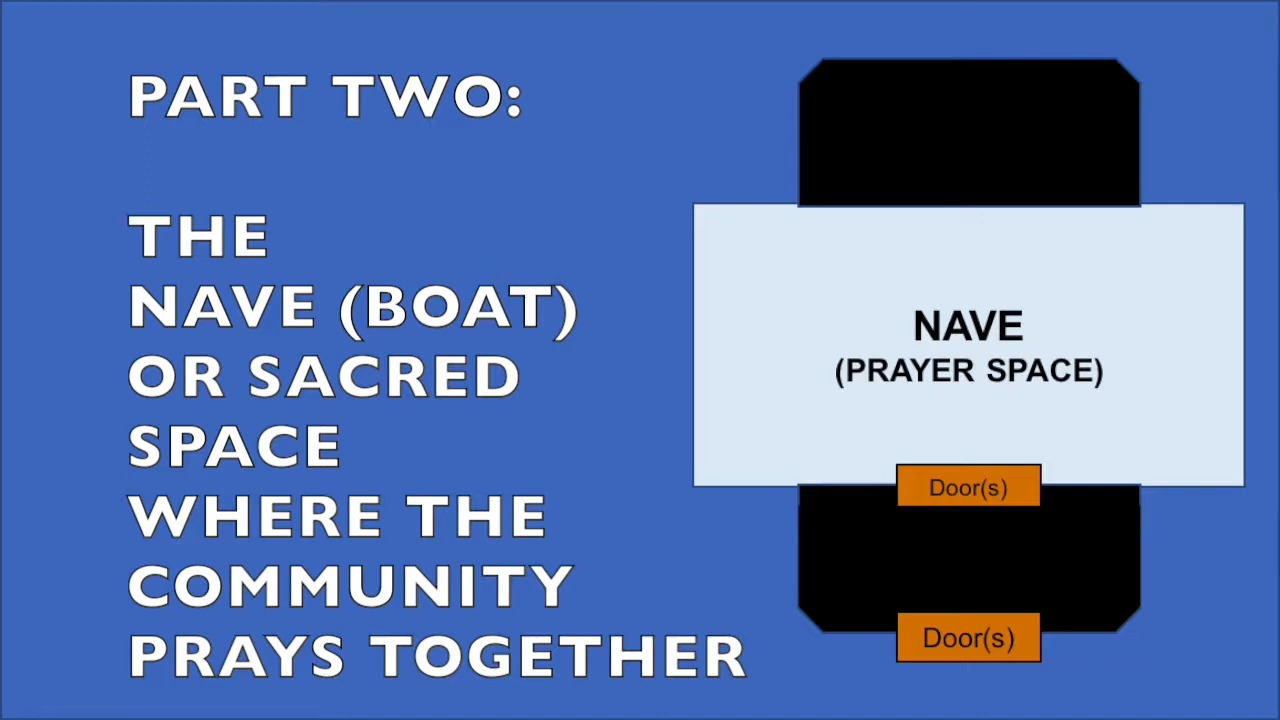 PART TWO:
THE
NAVE (BOAT)
OR SACRED
SPACE
WHERE THE
COMMUNITY
PRAYS TOGETHER
NAVE
(PRAYER SPACE)
Door(s)
Door(s)